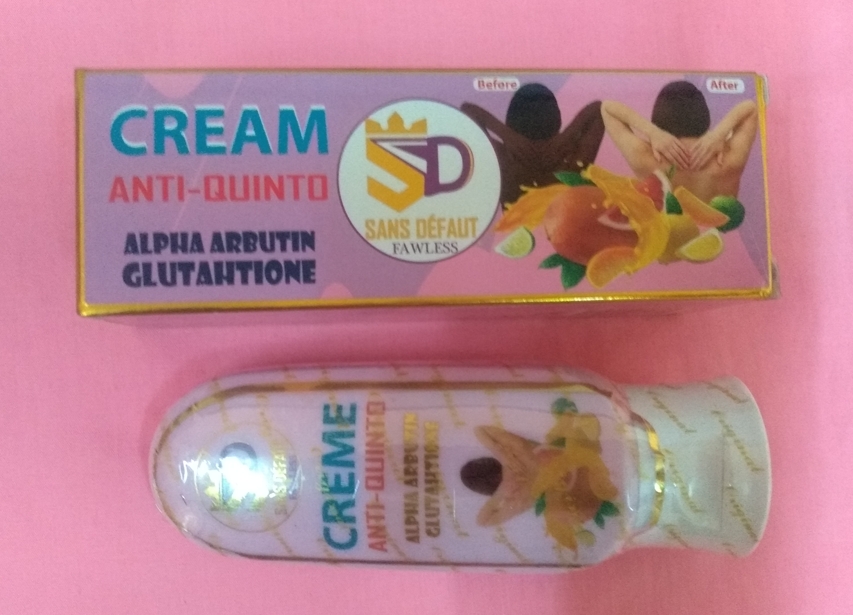 CREAM
ANTI-QUINTO
ALPHA ARBUTIN
GLUTAHTIONE
SD
SANS DÉFAUT
FAWLESS
Before
After
CREME
ANTI-QUINTO
ALPHA ARBUTIN
GLUTAHTIONE